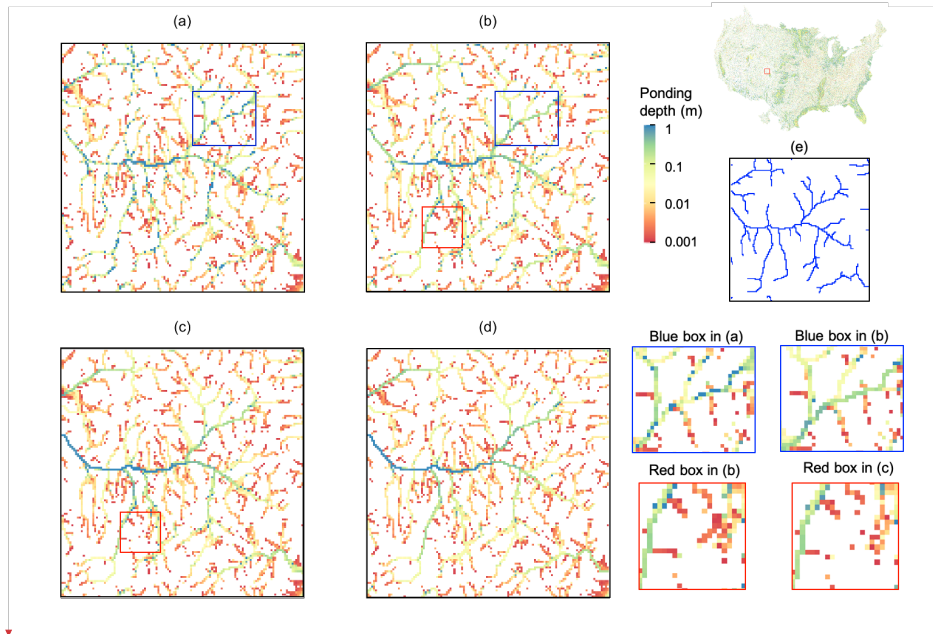 (a)
(b)
Ponding
depth (m)
1
0.1
0.01
0.001
(e)
(c)
(d)
Blue box in (a)
Blue box in (b)
Red box in (b)
Red box in (c)